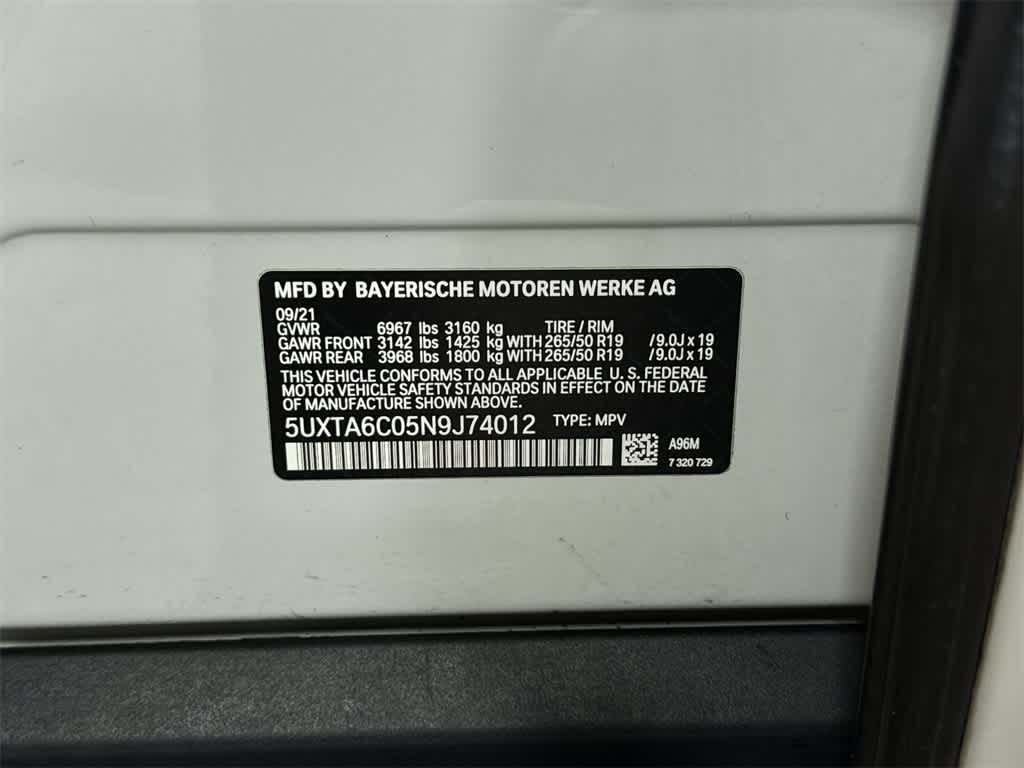 MFD BY BAYERISCHE MOTOREN WERKE AG
09/21
GVWR 6967 lbs 3160 kg TIRE / RIM
GAWR FRONT 3142 lbs 1425 kg WITH 265/50 R19 / 9.0J x 19
GAWR REAR 3968 lbs 1800 kg WITH 265/50 R19 / 9.0J x 19
THIS VEHICLE CONFORMS TO ALL APPLICABLE U. S. FEDERAL
MOTOR VEHICLE SAFETY STANDARDS IN EFFECT ON THE DATE
OF MANUFACTURE SHOWN ABOVE.
5UXTA6C05N9J74012 TYPE: MPV
A96M
7 320 729